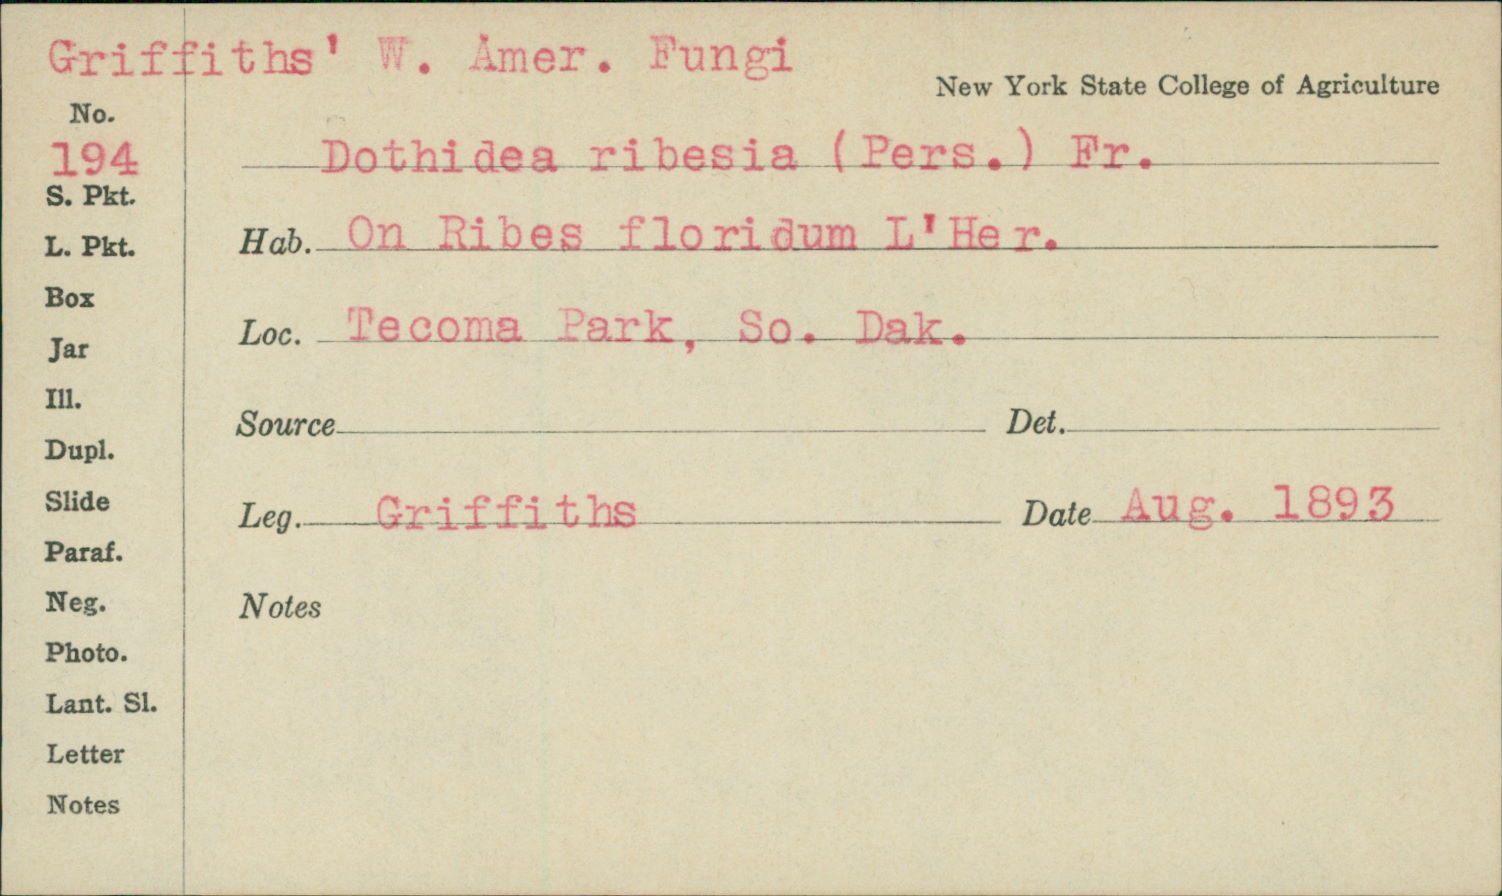 Griffiths' W. Amer. Fungi
New York State College of Agriculture
No.
194
Dothidea ribesia (Pers.) Fr.
S. Pkt.
Hab. On Ribes floridum L'Her.
L. Pkt.
Box
Loc. Tecoma Park, So. Dak.
Jar
Ill.
Source Det.
Dupl.
Slide
Leg. Griffiths Date Aug. 1893
Paraf.
Neg.
Notes
Photo.
Lant. Sl.
Letter
Notes